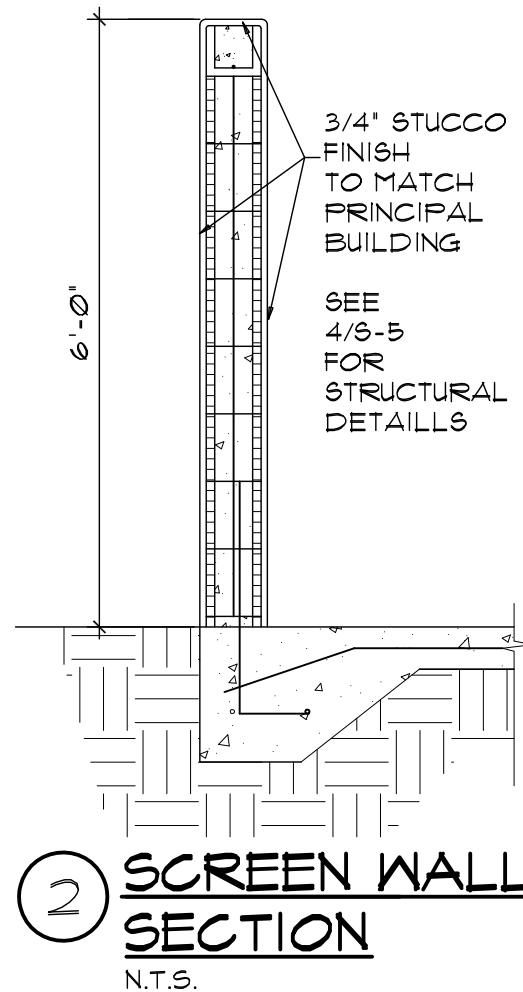 3/4" STUCCO
FINISH
TO MATCH
PRINCIPAL
BUILDING
SEE
4/S-5
FOR
STRUCTURAL
DETAILLS
6'-0"
2
SCREEN WALL
SECTION
N.T.S.